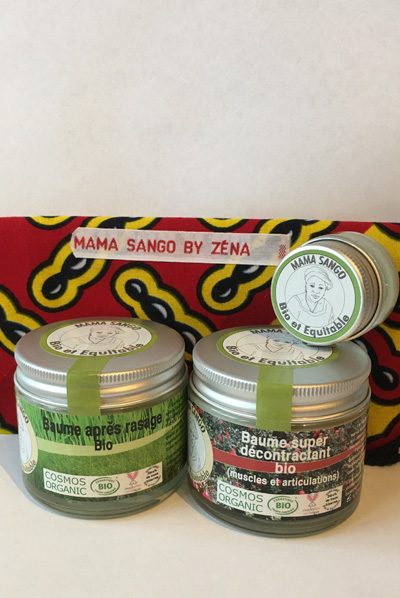 MAMA SANGO BY ZÉNA
MAMA SANGO
Bio et Equitable
MAMA SANGO
Bio et Equitable
Baume après rasage
Bio
COSMOS
ORGANIC
BIO
MAMA SANGO
Bio et Equitable
Baume super
décontractant
bio
(muscles et articulations)
COSMOS
ORGANIC
BIO